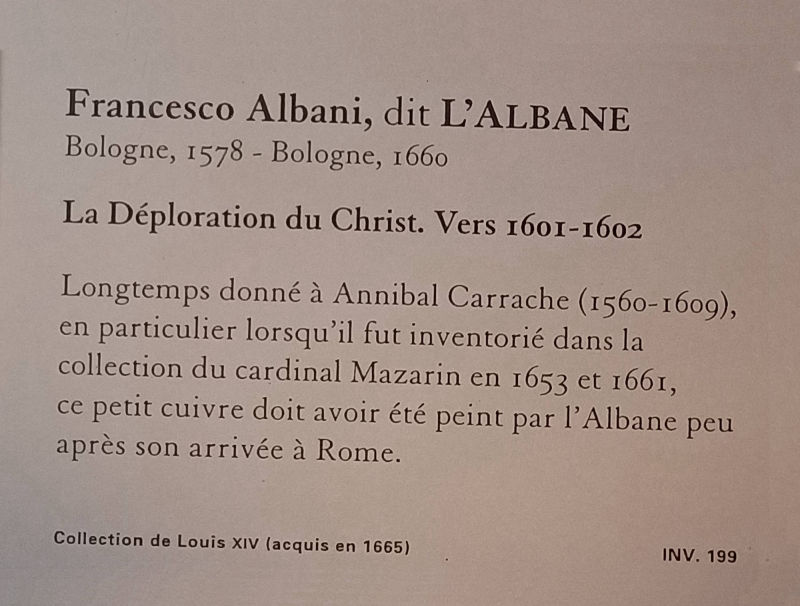 Francesco Albani, dit L'ALBANE
Bologne, 1578 - Bologne, 1660
La Déploration du Christ. Vers 1601-1602
Longtemps donné à Annibal Carrache (1560-1609),
en particulier lorsqu'il fut inventorié dans la
collection du cardinal Mazarin en 1653 et 1661,
ce petit cuivre doit avoir été peint par l'Albane peu
après son arrivée à Rome.
Collection de Louis XIV (acquis en 1665)
INV. 199